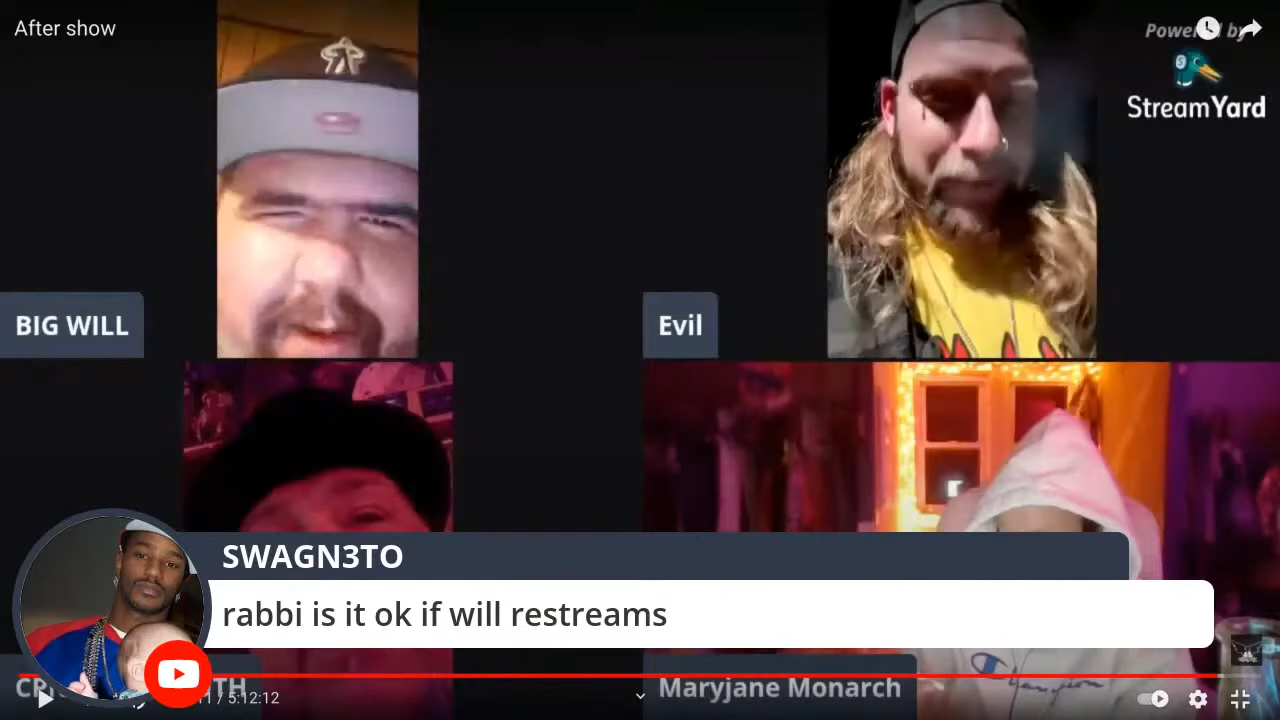 After show
Powered by
StreamYard
BIG WILL
Evil
SWAGN3TO
rabbi is it ok if will restreams
Maryjane Monarch
/ 5:12:12
Champion